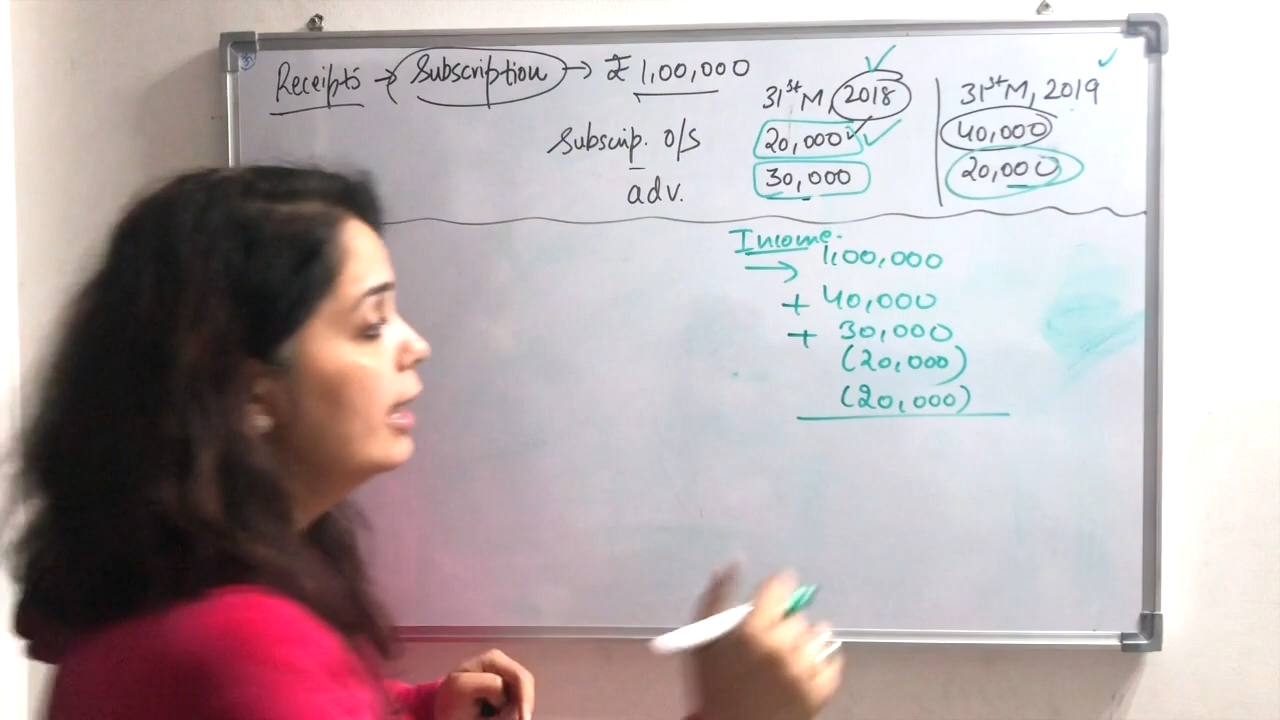 Receipts → Subscription → ₹ 1,00,000
31st M, 2018 31st M, 2019
Subscrip. o/s 20,000 40,000
adv. 30,000 20,000
Income.
→ 1,00,000
+ 40,000
+ 30,000
(20,000)
(20,000)